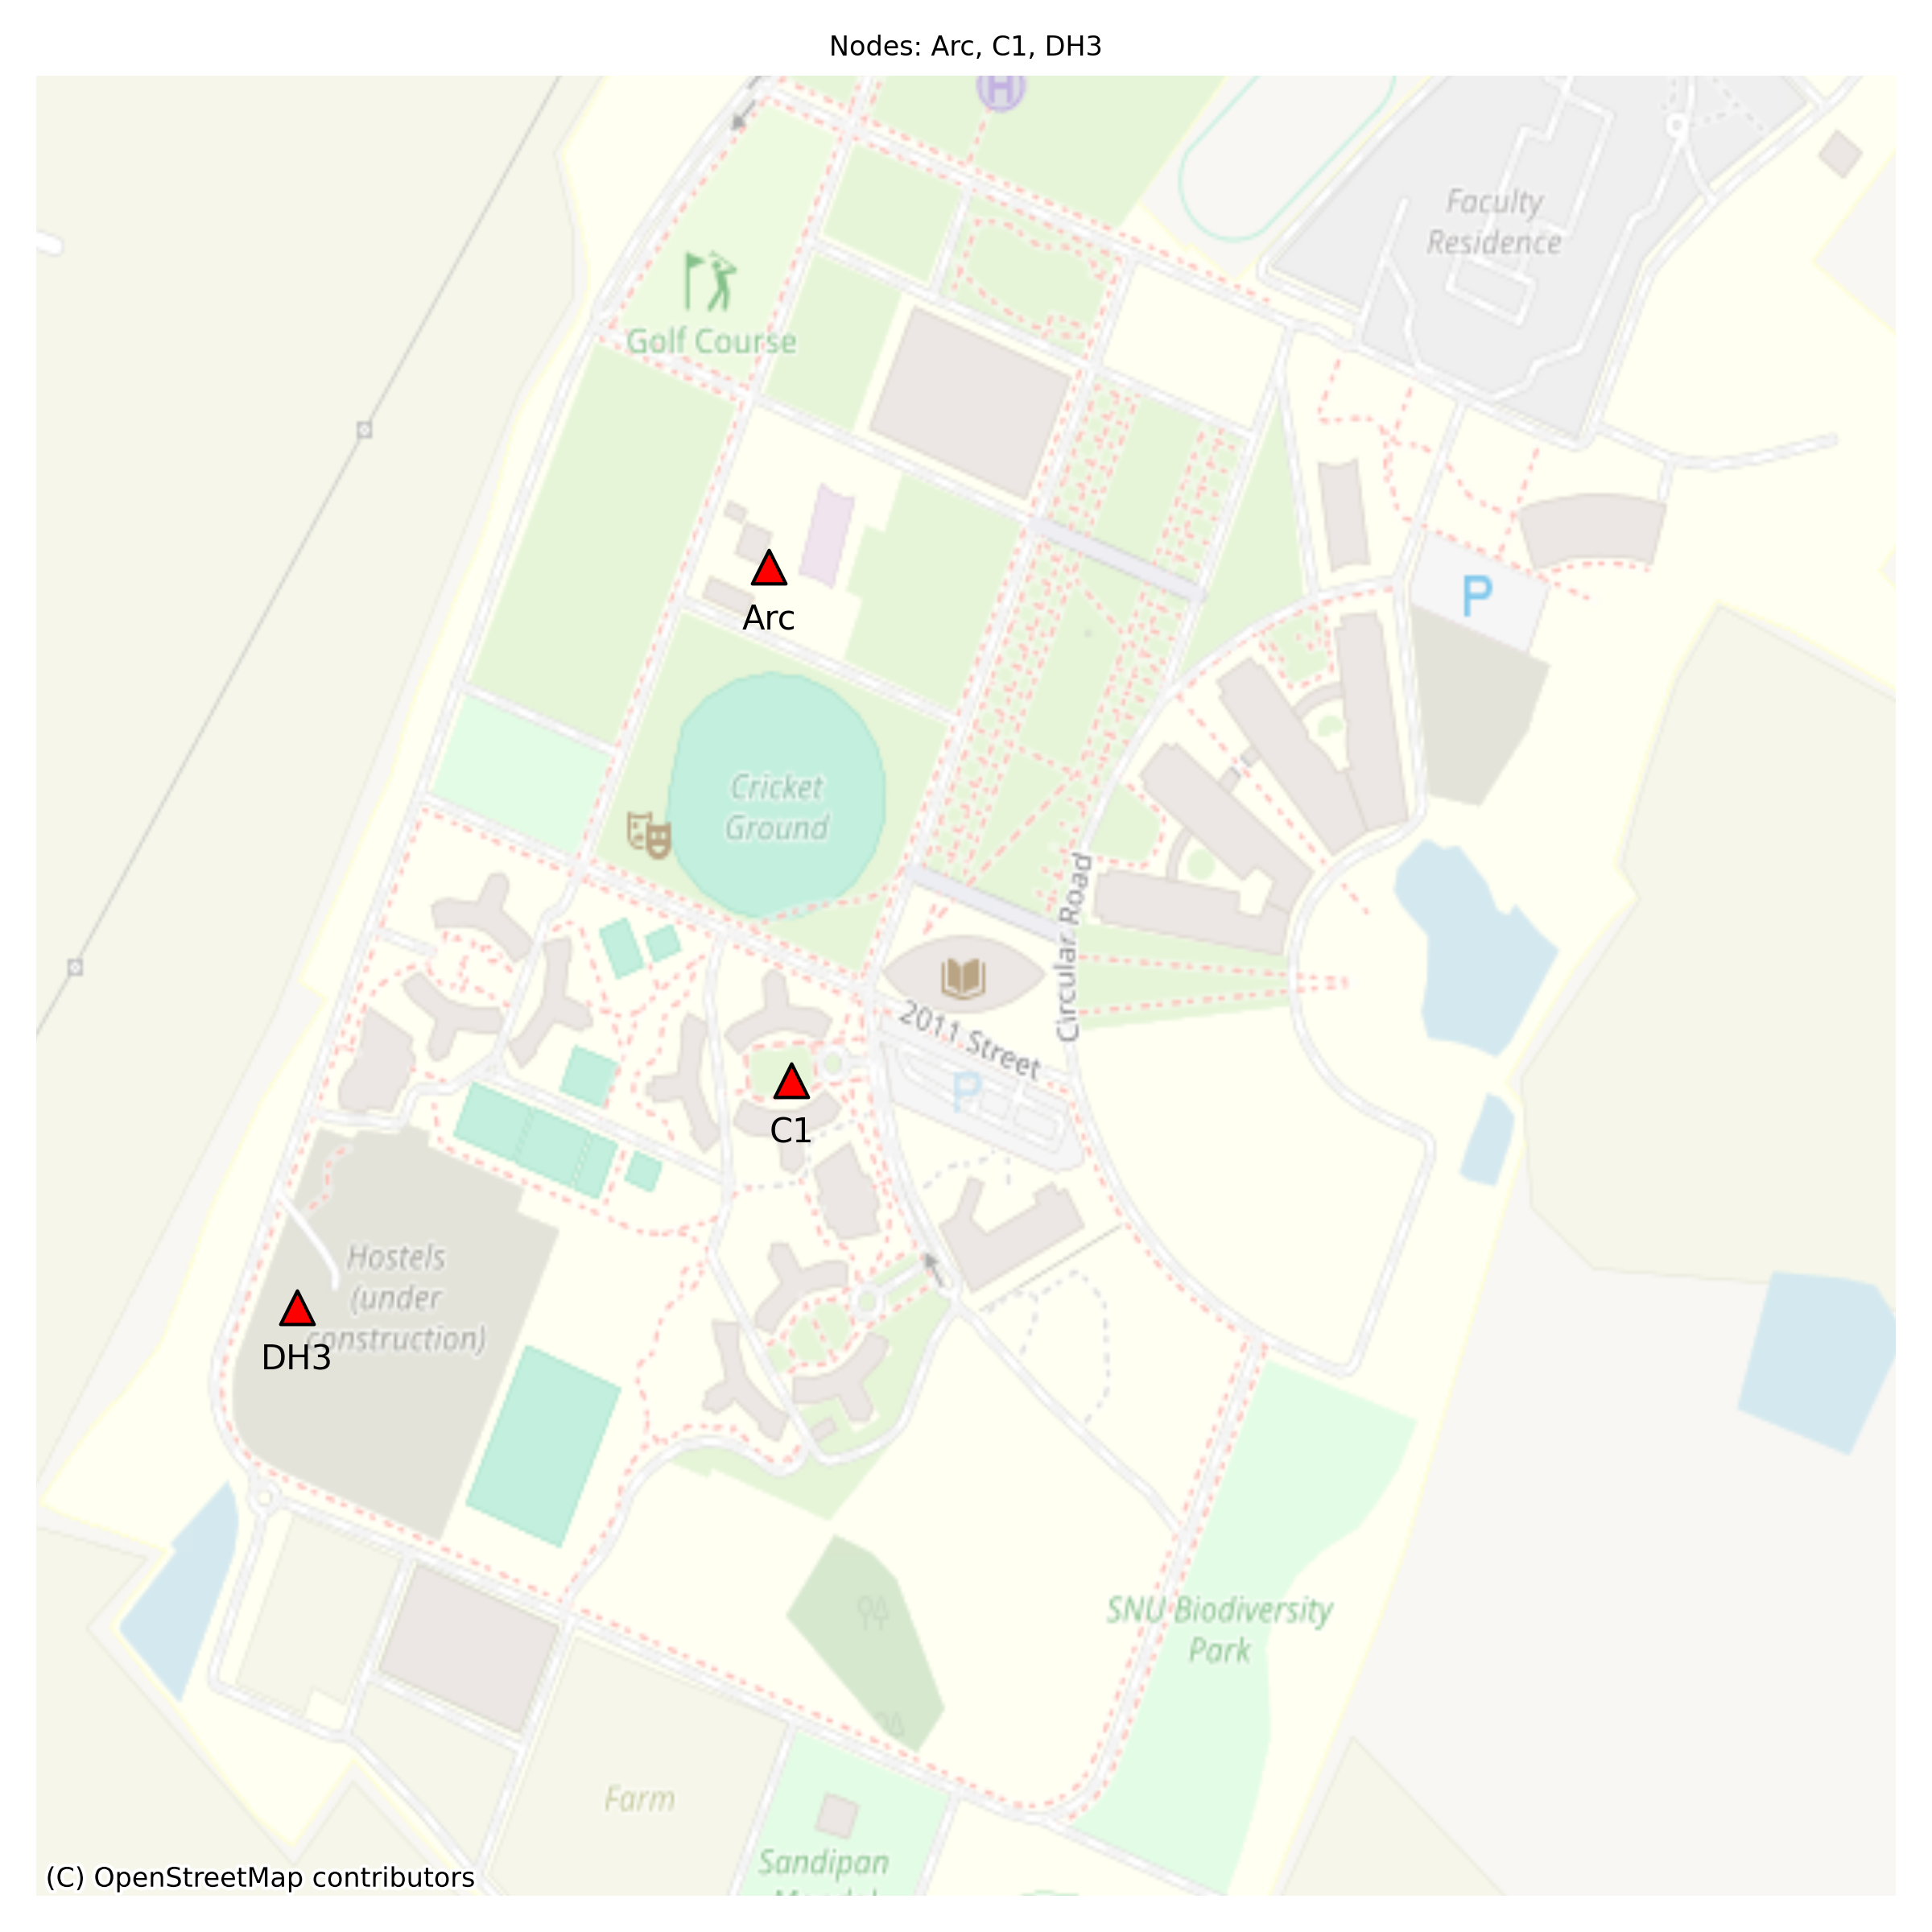 Nodes: Arc, C1, DH3
H
Faculty
Residence
Golf Course
P
Arc
Cricket
Ground
Circular Road
2011 Street
P
C1
Hostels
(under
construction)
DH3
SNU Biodiversity
Park
Farm
Sandipan
(C) OpenStreetMap contributors